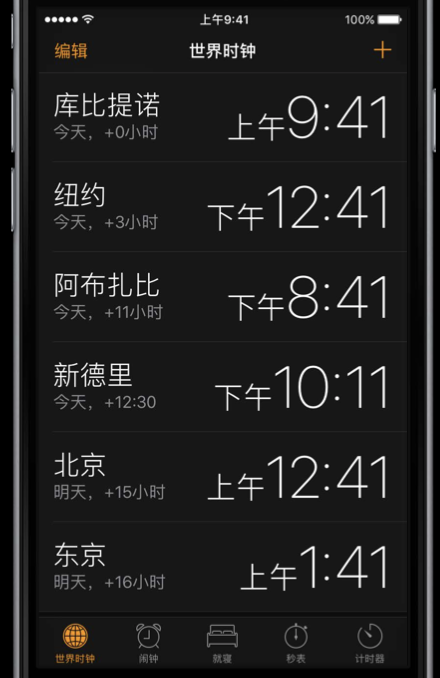 上午9:41
100%
编辑
世界时钟
+
库比提诺
今天，+0小时
上午9:41
纽约
今天，+3小时
下午12:41
阿布扎比
今天，+11小时
下午8:41
新德里
今天，+12:30
下午10:11
北京
明天，+15小时
上午12:41
东京
明天，+16小时
上午1:41
世界时钟
闹钟
就寝
秒表
计时器